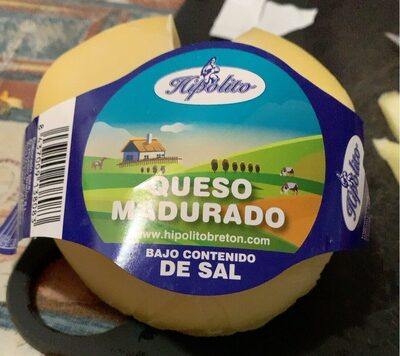 Hipólito
QUESO
MADURADO
www.hipolitobreton.com
BAJO CONTENIDO
DE SAL
Hipólito